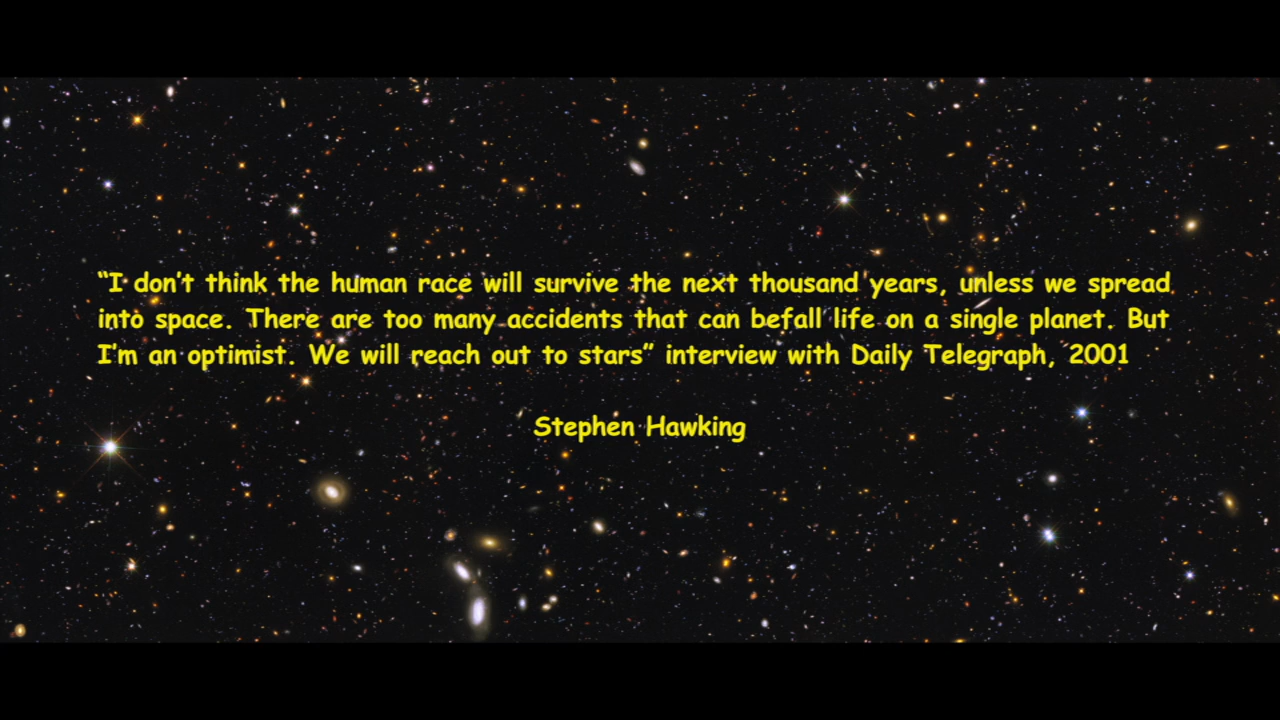 “I don’t think the human race will survive the next thousand years, unless we spread
into space. There are too many accidents that can befall life on a single planet. But
I’m an optimist. We will reach out to stars” interview with Daily Telegraph, 2001
Stephen Hawking